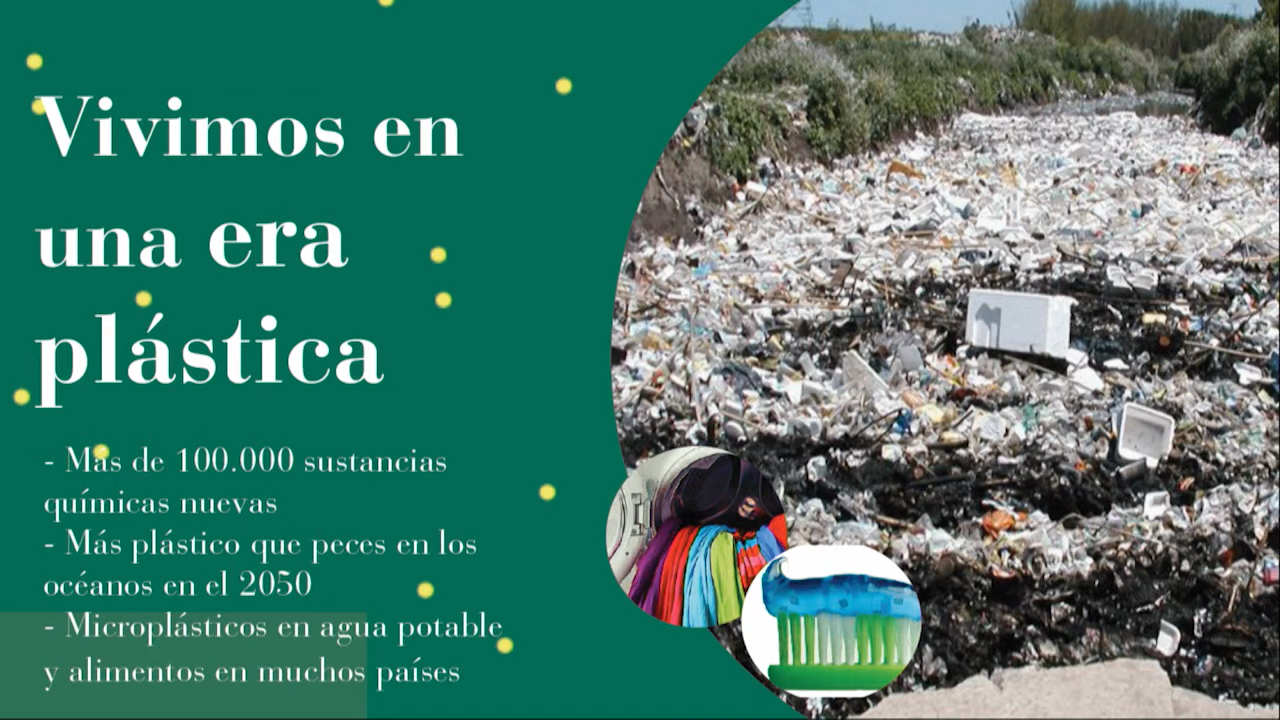 Vivimos en
una era
plástica
- Más de 100.000 sustancias
químicas nuevas
- Más plástico que peces en los
océanos en el 2050
- Microplásticos en agua potable
y alimentos en muchos países